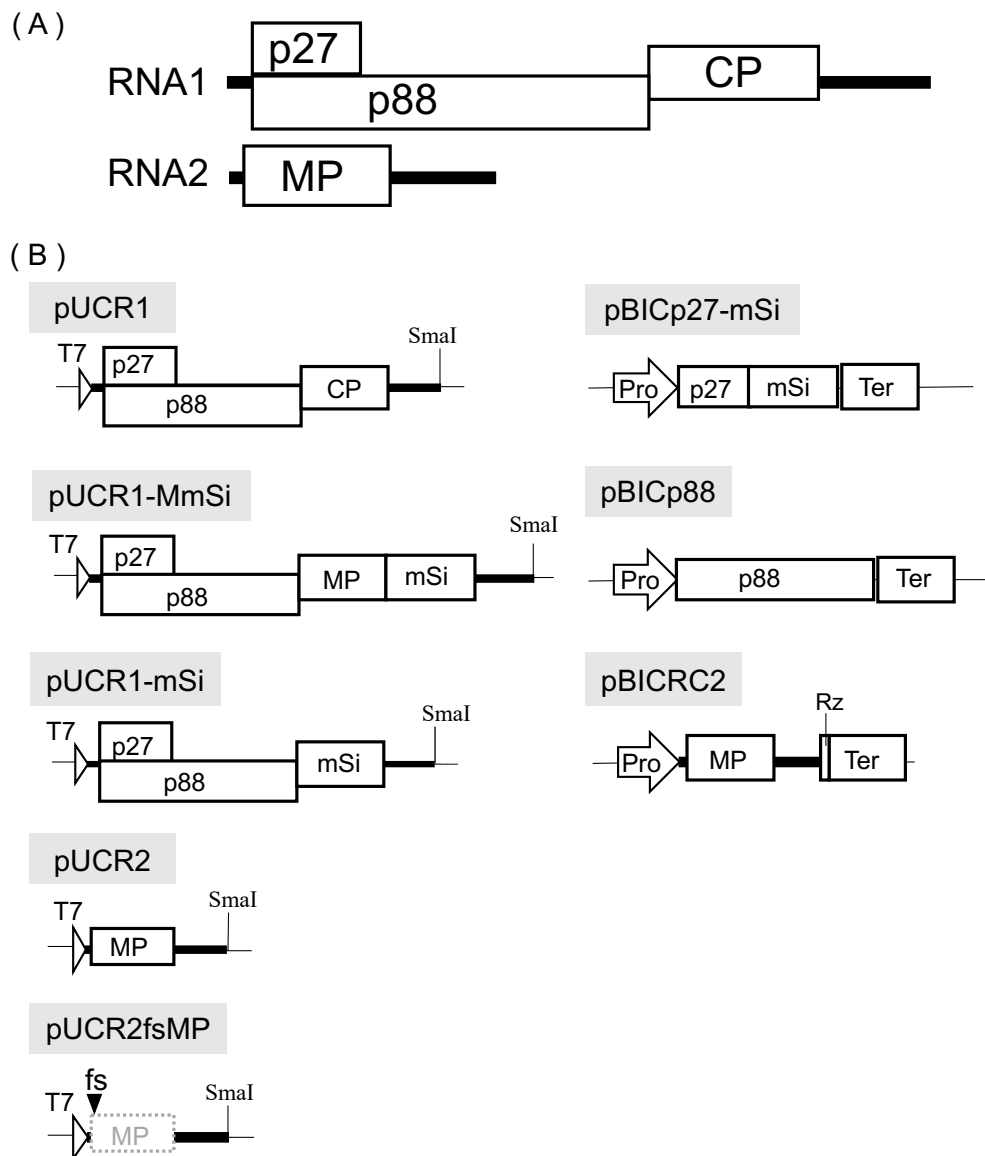 ( A )
RNA1
p27
p88
CP
RNA2
MP
( B )
pUCR1
T7
p27
p88
CP
SmaI
pUCR1-MmSi
T7
p27
p88
MP
mSi
SmaI
pUCR1-mSi
T7
p27
p88
mSi
SmaI
pUCR2
T7
MP
SmaI
pUCR2fsMP
fs
T7
MP
SmaI
pBICp27-mSi
Pro
p27
mSi
Ter
pBICp88
Pro
p88
Ter
pBICRC2
Rz
Pro
MP
Ter